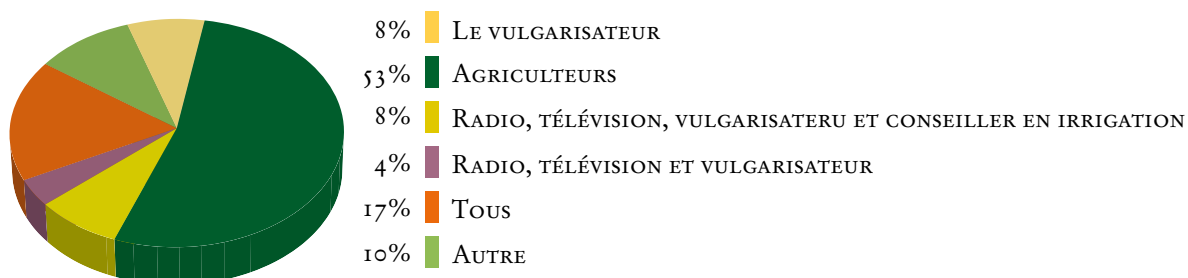 8% Le vulgarisateur
53% Agriculteurs
8% Radio, télévision, vulgarisateru et conseiller en irrigation
4% Radio, télévision et vulgarisateur
17% Tous
10% Autre